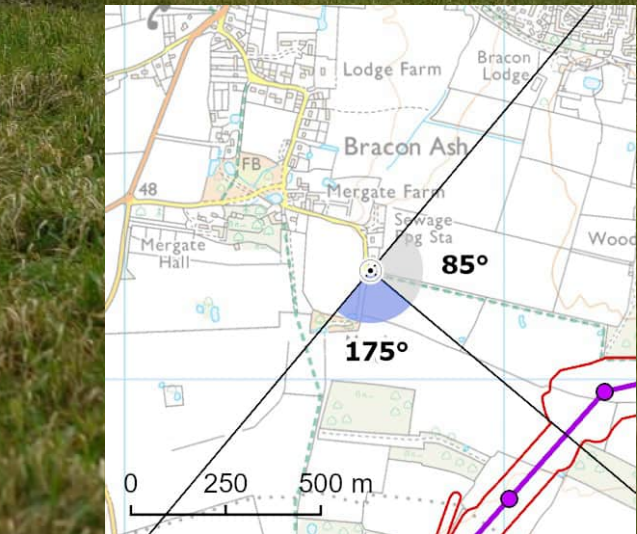 Lodge Farm
Bracon
Lodge
Bracon Ash
FB
48
Mergate Farm
Sewage
Ppg Sta
Wood
Mergate
Hall
85°
175°
0 250 500 m